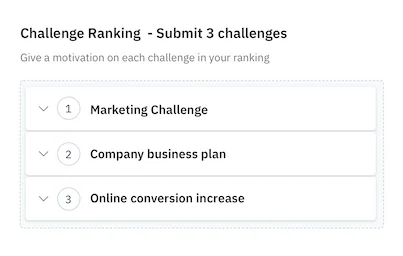 Challenge Ranking - Submit 3 challenges
Give a motivation on each challenge in your ranking
1 Marketing Challenge
2 Company business plan
3 Online conversion increase